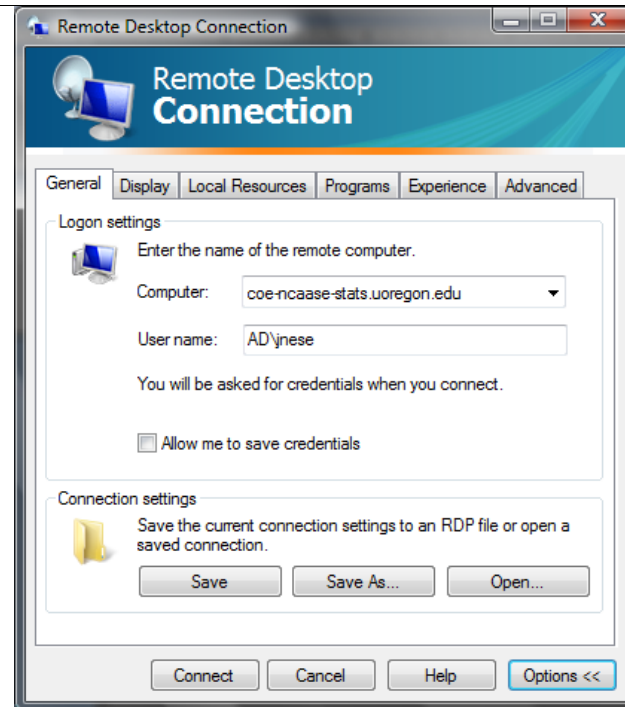 Remote Desktop Connection
Remote Desktop
Connection
General Display Local Resources Programs Experience Advanced
Logon settings
Enter the name of the remote computer.
Computer: coe-ncaase-stats.uoregon.edu
User name: AD\jnese
You will be asked for credentials when you connect.
Allow me to save credentials
Connection settings
Save the current connection settings to an RDP file or open a
saved connection.
Save Save As... Open...
Connect Cancel Help Options <<